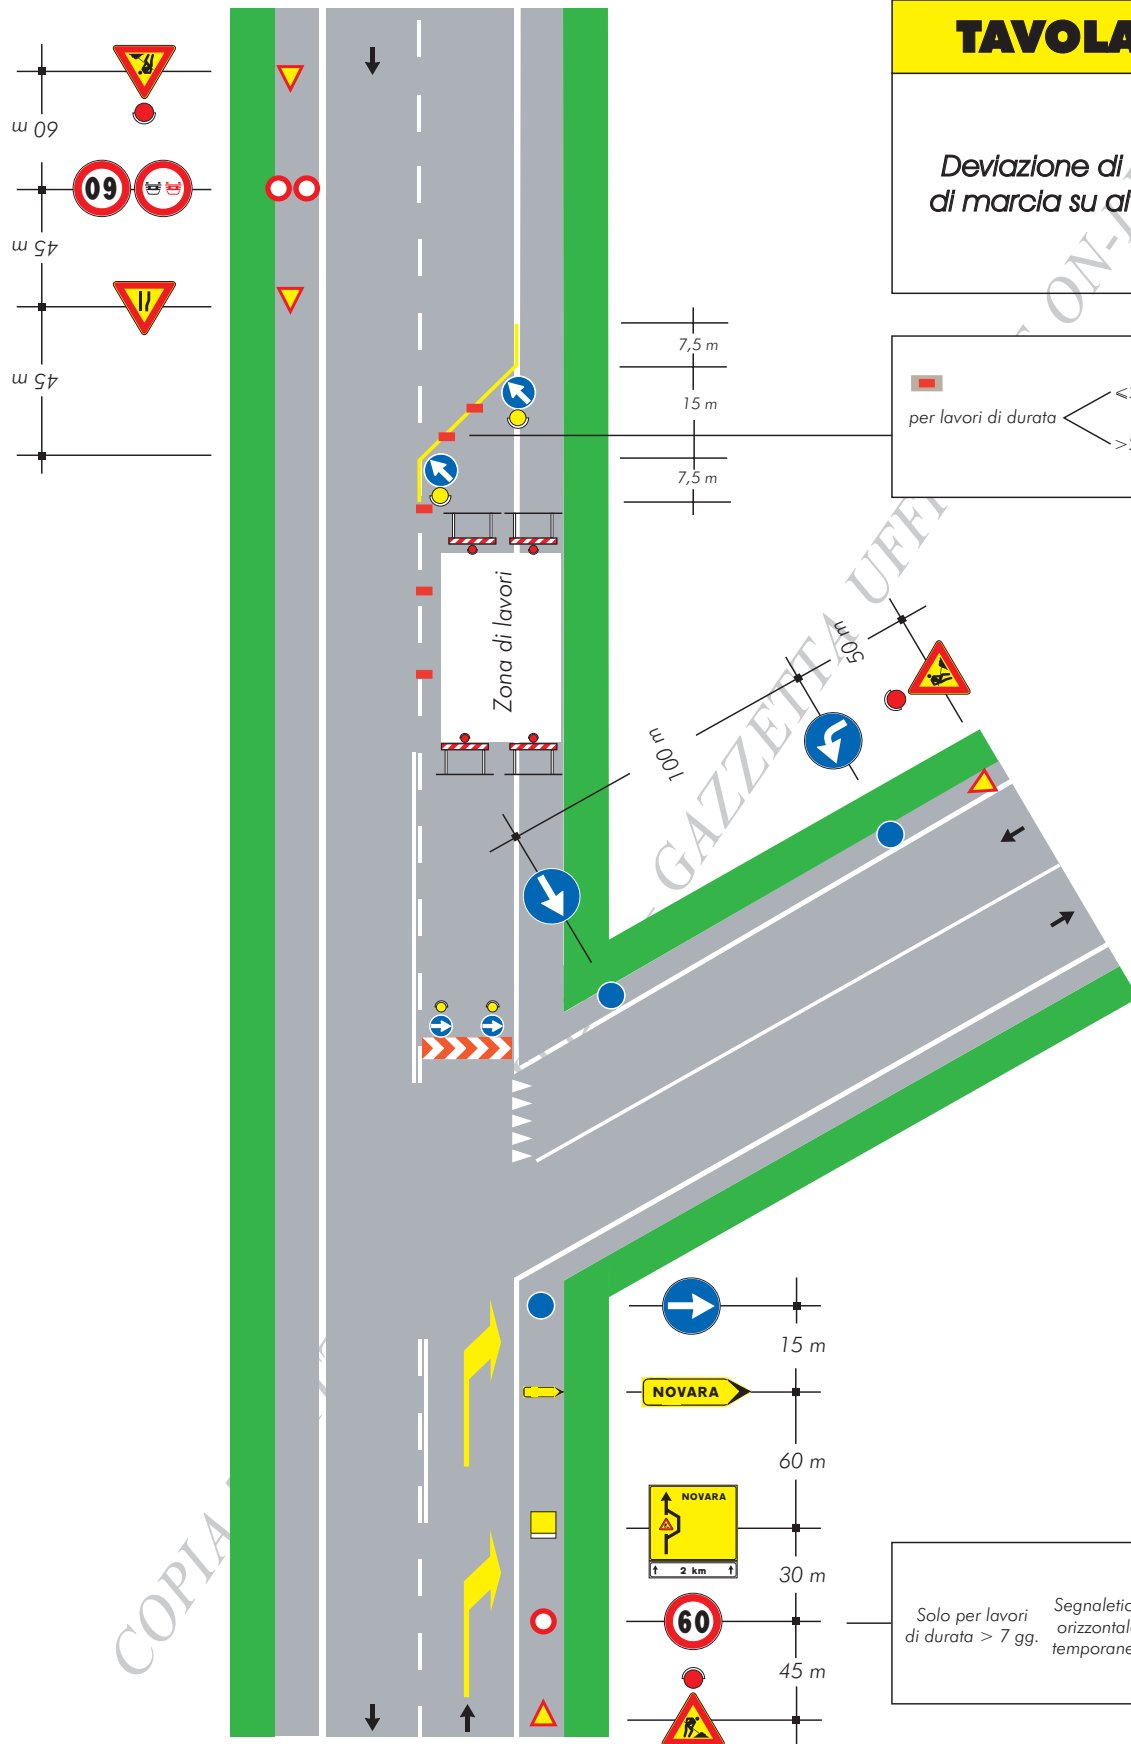 TAVOLA
Deviazione di
di marcia su al
60 m
60
45 m
45 m
7,5 m
15 m
7,5 m
per lavori di durata
Zona di lavori
50 m
100 m
15 m
NOVARA
60 m
NOVARA
2 km
30 m
60
45 m
Solo per lavori
di durata > 7 gg.
Segnaletic
orizzontal
temporane
COPIA
GAZZETTA UFFI
ON-